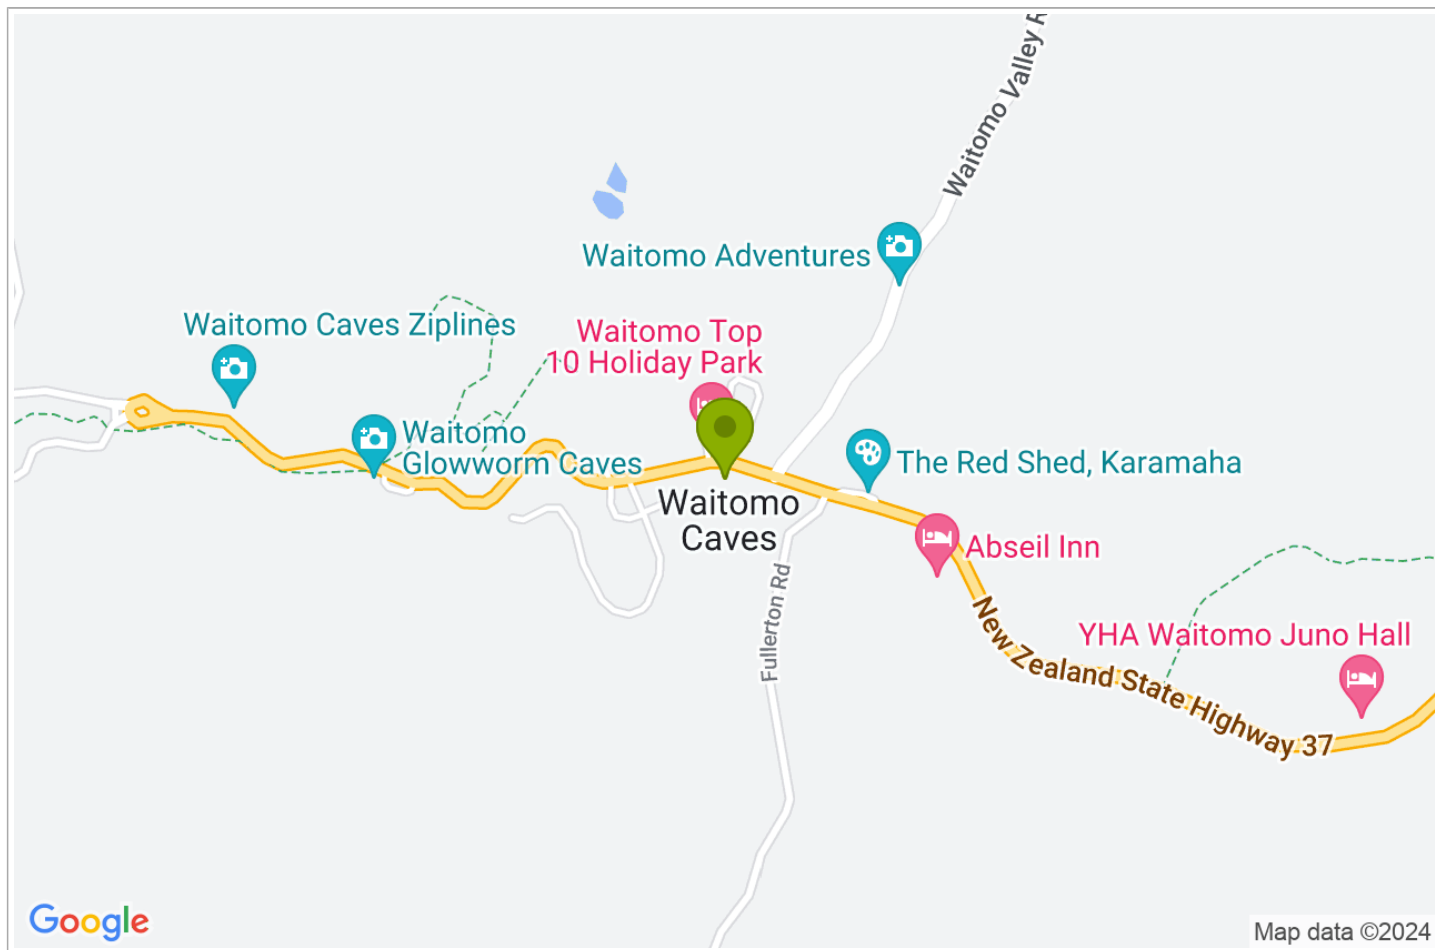 Waitomo Valley R
Waitomo Adventures
Waitomo Caves Ziplines
Waitomo Top
10 Holiday Park
Waitomo
Glowworm Caves
The Red Shed, Karamaha
Waitomo
Caves
Abseil Inn
Fullerton Rd
New Zealand State Highway 37
YHA Waitomo Juno Hall
Google
Map data ©2024